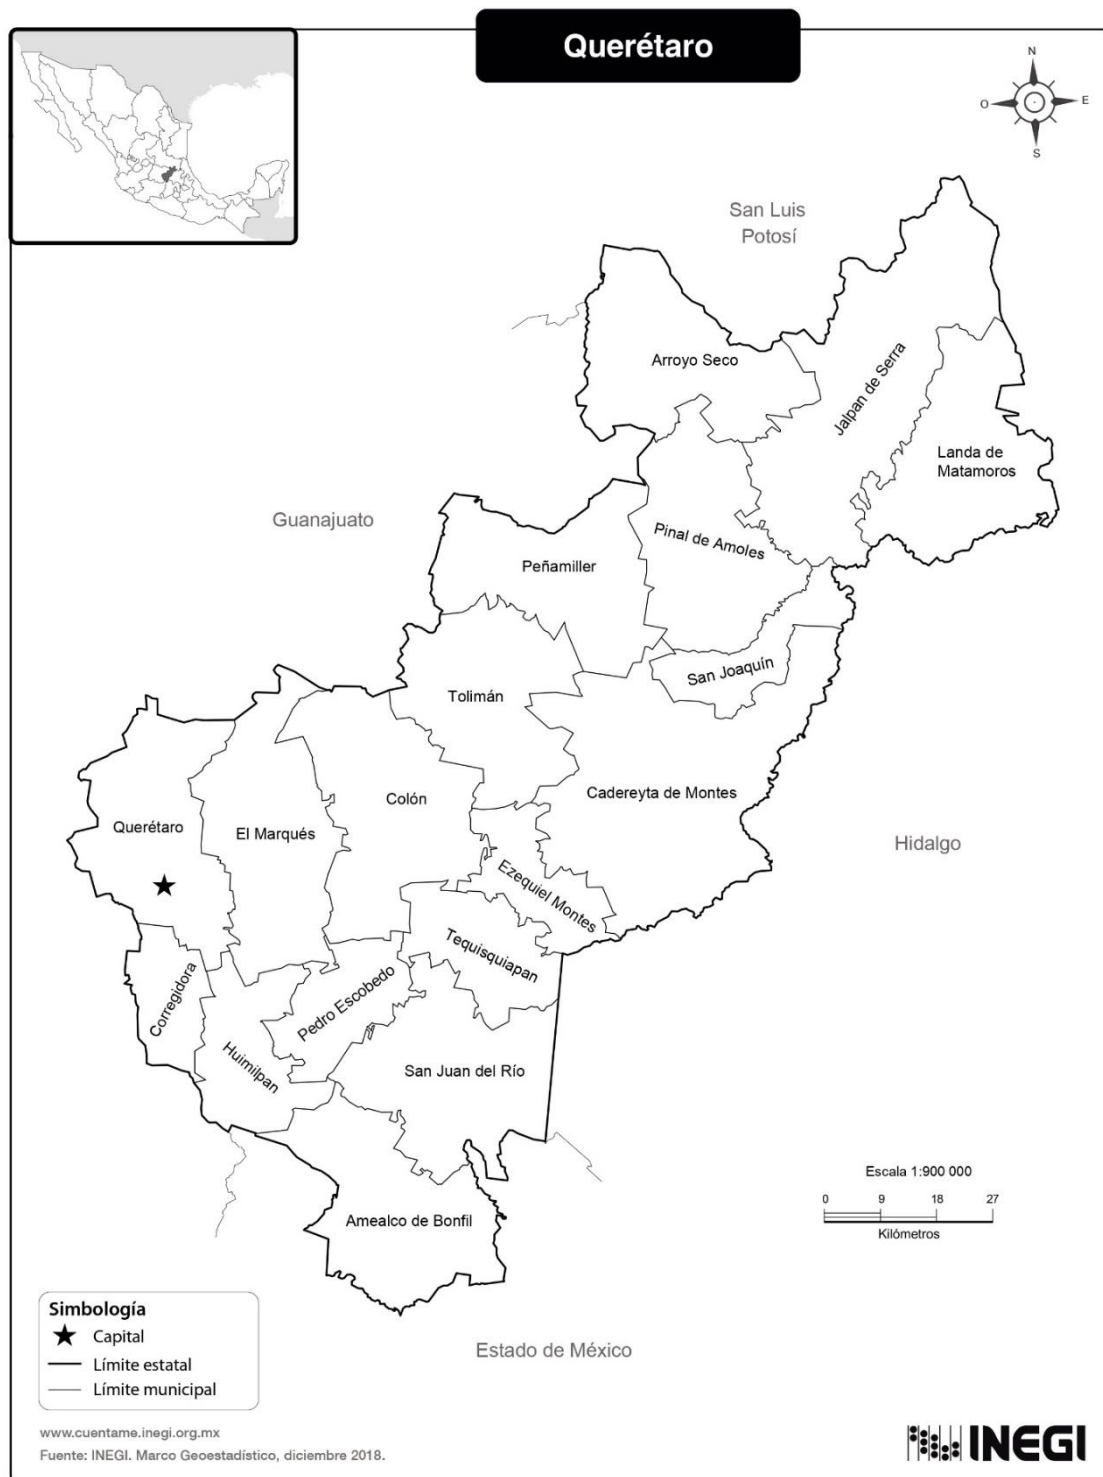 Querétaro
N
O
E
S
San Luis
Potosí
Arroyo Seco
Jalpan de Serra
Landa de
Matamoros
Guanajuato
Pinal de Amoles
Peñamiller
San Joaquín
Tolimán
Cadereyta de Montes
Colón
Querétaro
El Marqués
Hidalgo
Ezequiel Montes
Tequisquiapan
Corregidora
Pedro Escobedo
Huimilpan
San Juan del Río
Escala 1:900 000
0 9 18 27
Kilómetros
Amealco de Bonfil
Simbología
Capital
Límite estatal
Límite municipal
Estado de México
www.cuentame.inegi.org.mx
Fuente: INEGI. Marco Geoestadístico, diciembre 2018.
INEGI